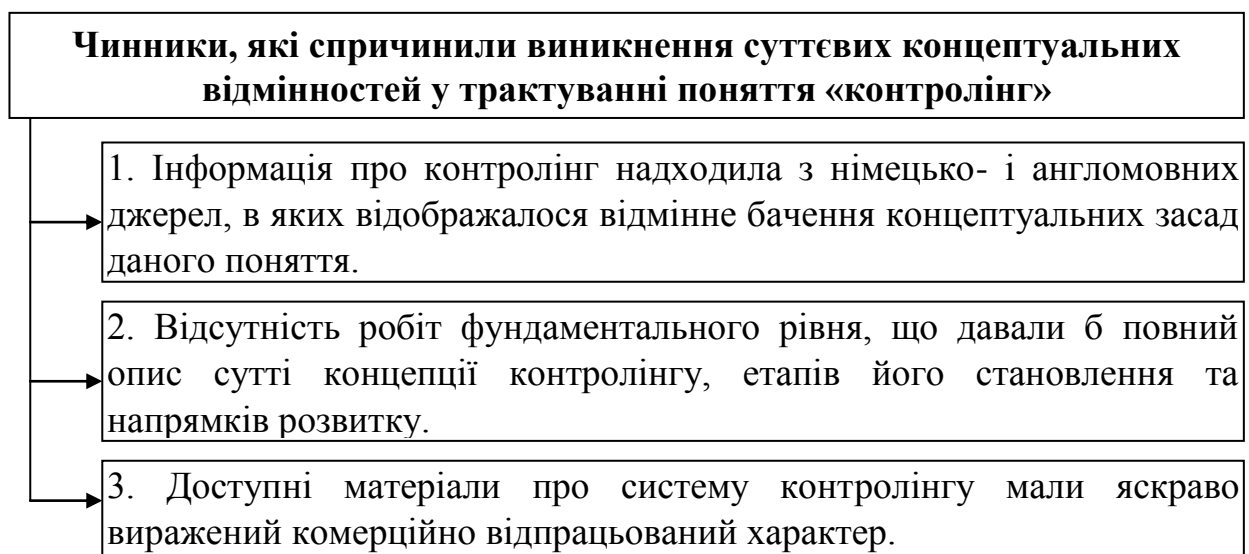 Чинники, які спричинили виникнення суттєвих концептуальних
відмінностей у трактуванні поняття «контролінг»
1. Інформація про контролінг надходила з німецько- і англомовних
джерел, в яких відображалося відмінне бачення концептуальних засад
даного поняття.
2. Відсутність робіт фундаментального рівня, що давали б повний
опис сутті концепції контролінгу, етапів його становлення та
напрямків розвитку.
3. Доступні матеріали про систему контролінгу мали яскраво
виражений комерційно відпрацьований характер.